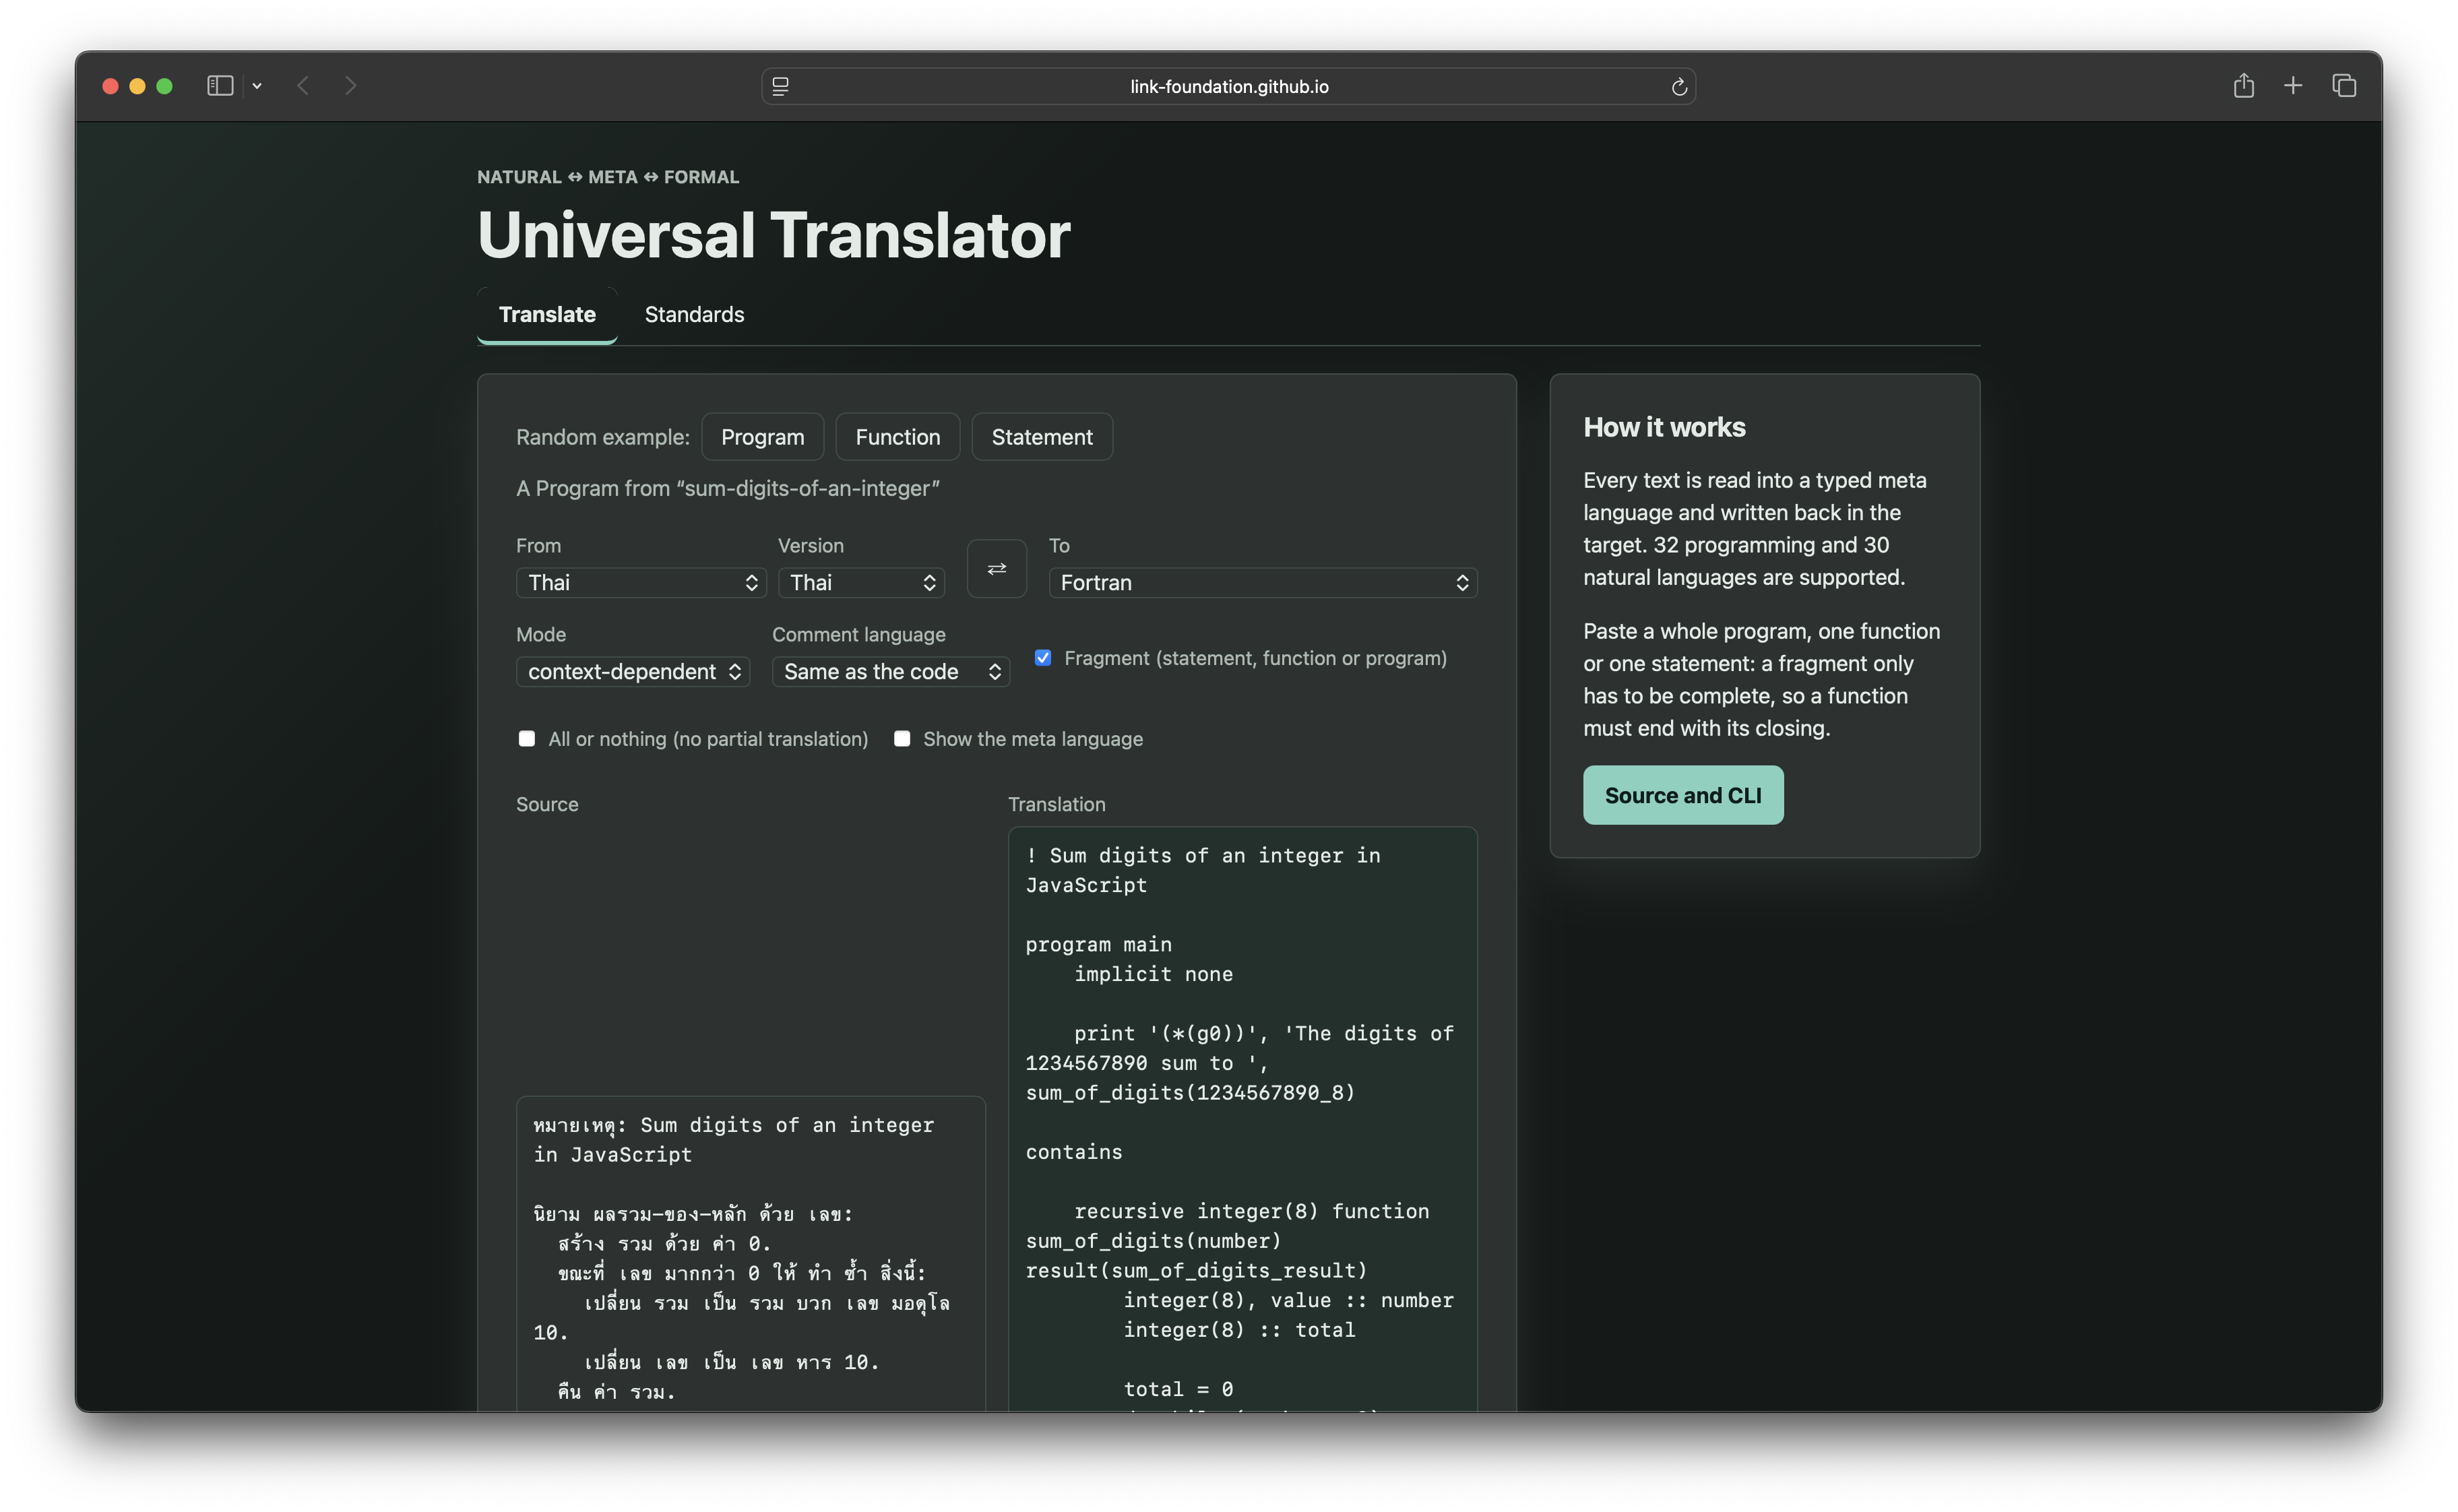 link-foundation.github.io
NATURAL ↔ META ↔ FORMAL
Universal Translator
Translate
Standards
Random example:
Program
Function
Statement
A Program from “sum-digits-of-an-integer”
From
Version
To
Thai
Thai
⇄
Fortran
Mode
Comment language
context-dependent
Same as the code
Fragment (statement, function or program)
All or nothing (no partial translation)
Show the meta language
Source
หมายเหตุ: Sum digits of an integer
in JavaScript
นิยาม ผลรวม-ของ-หลัก ด้วย เลข:
สร้าง รวม ด้วย ค่า 0.
ขณะที่ เลข มากกว่า 0 ให้ ทำ ซ้ำ สิ่งนี้:
เปลี่ยน รวม เป็น รวม บวก เลข มอดุโล
10.
เปลี่ยน เลข เป็น เลข หาร 10.
คืน ค่า รวม.
Translation
! Sum digits of an integer in
JavaScript
program main
implicit none
print '(*(g0))', 'The digits of
1234567890 sum to ',
sum_of_digits(1234567890_8)
contains
recursive integer(8) function
sum_of_digits(number)
result(sum_of_digits_result)
integer(8), value :: number
integer(8) :: total
total = 0
How it works
Every text is read into a typed meta
language and written back in the
target. 32 programming and 30
natural languages are supported.
Paste a whole program, one function
or one statement: a fragment only
has to be complete, so a function
must end with its closing.
Source and CLI